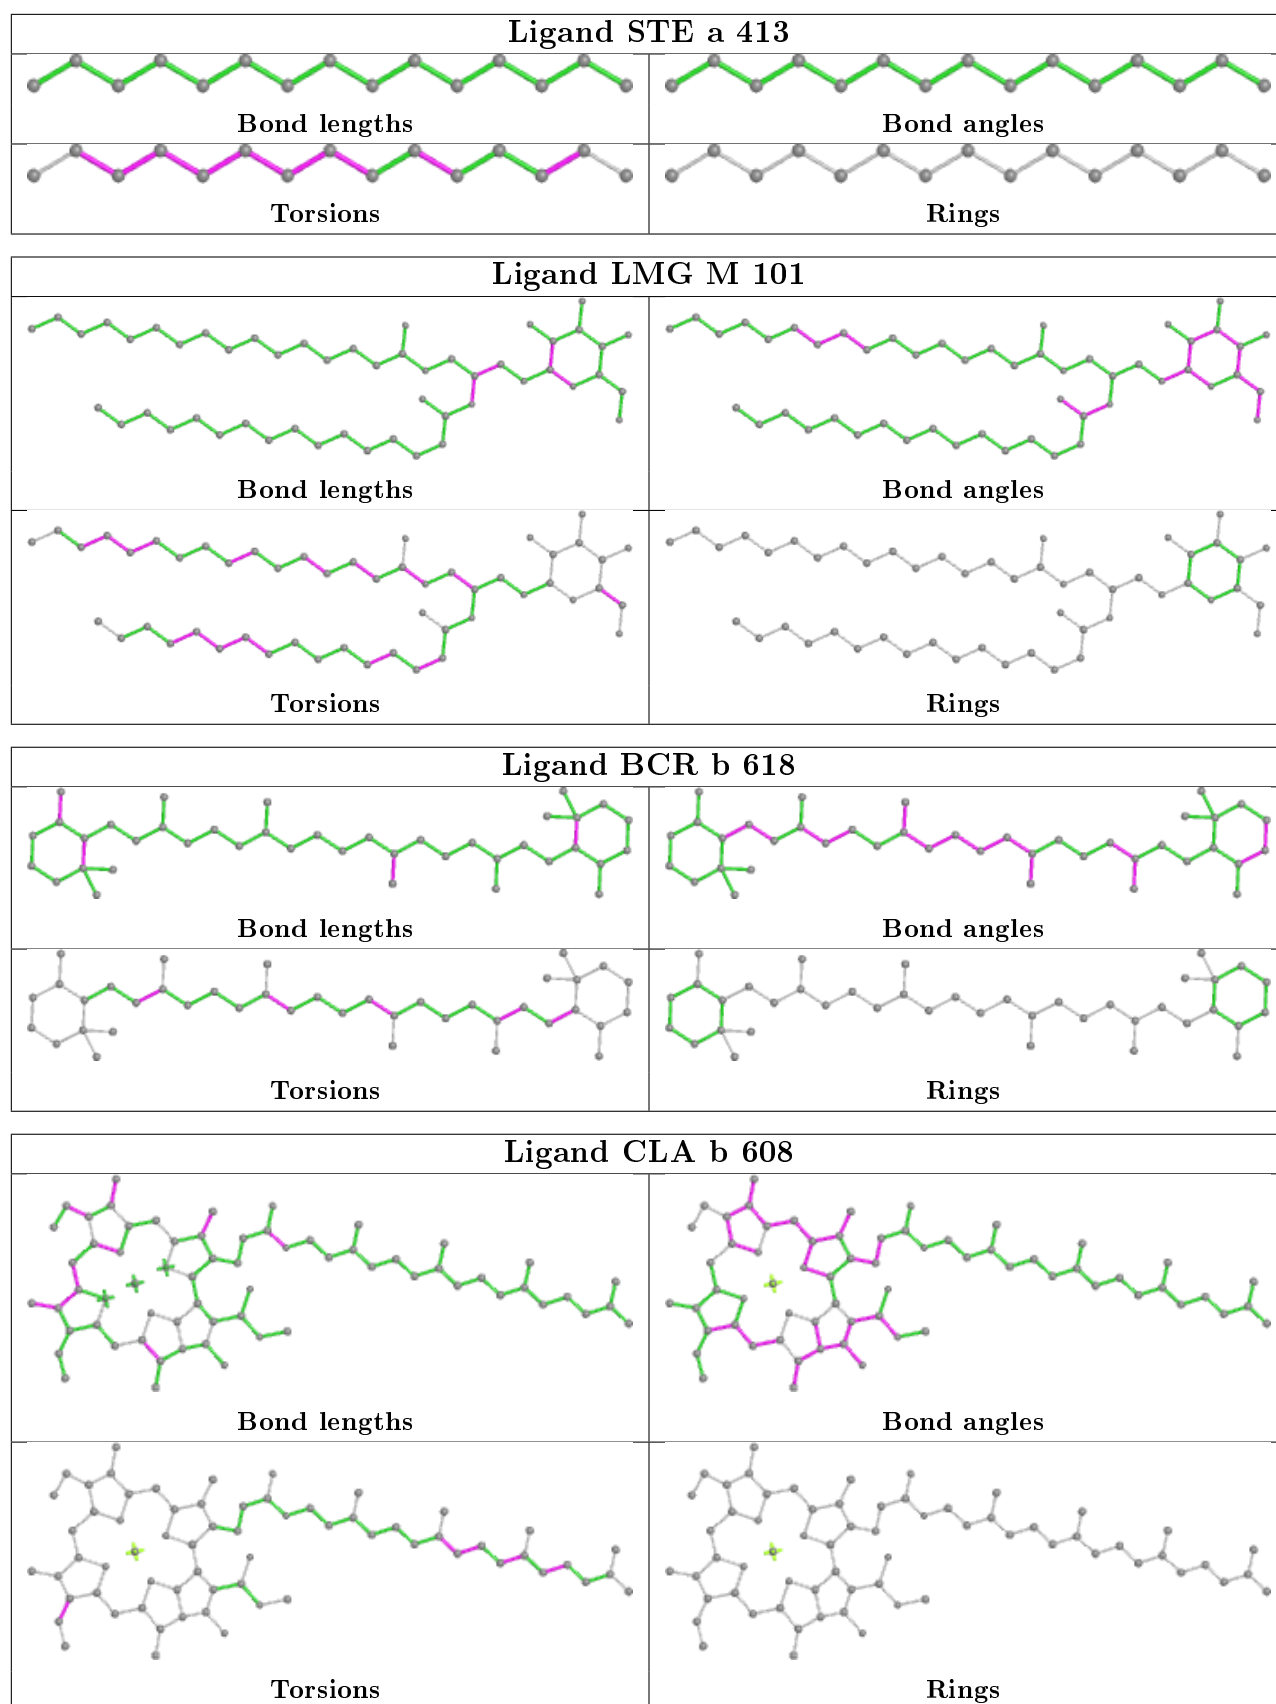 Ligand STE a 413
Bond lengths
Bond angles
Torsions
Rings
Ligand LMG M 101
Bond lengths
Bond angles
Torsions
Rings
Ligand BCR b 618
Bond lengths
Bond angles
Torsions
Rings
Ligand CLA b 608
Bond lengths
Bond angles
Torsions
Rings